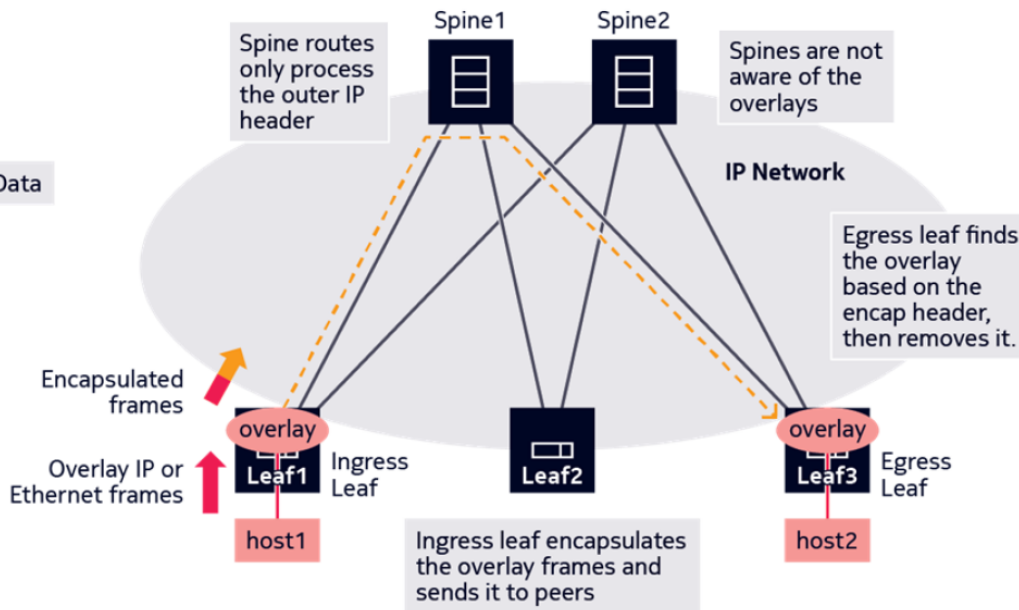 Spine1
Spine2
Spine routes
only process
the outer IP
header
Spines are not
aware of the
overlays
Data
IP Network
Egress leaf finds
the overlay
based on the
encap header,
then removes it.
Encapsulated
frames
overlay
overlay
Overlay IP or
Ethernet frames
Leaf1
Ingress
Leaf
Leaf2
Leaf3
Egress
Leaf
host1
Ingress leaf encapsulates
the overlay frames and
sends it to peers
host2